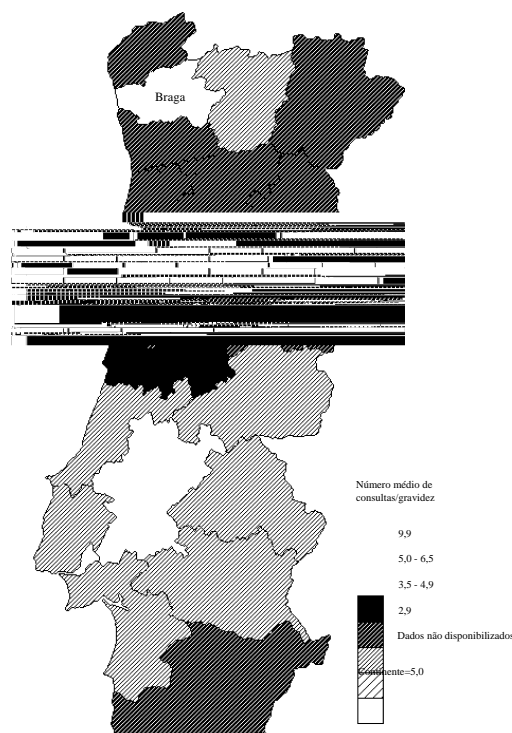 Braga
Número médio de
consultas/gravidez
9,9
5,0 - 6,5
3,5 - 4,9
2,9
Dados não disponibilizados
Continente=5,0